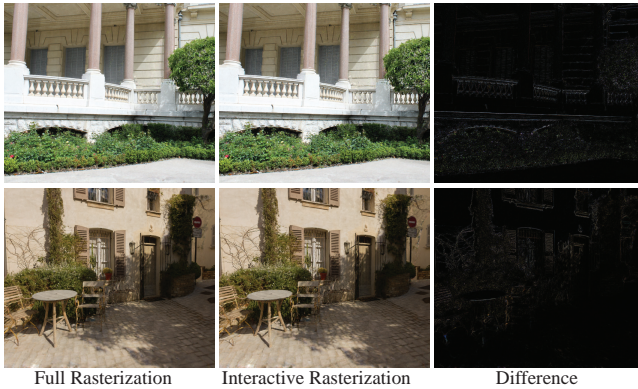 Full Rasterization
Interactive Rasterization
Difference